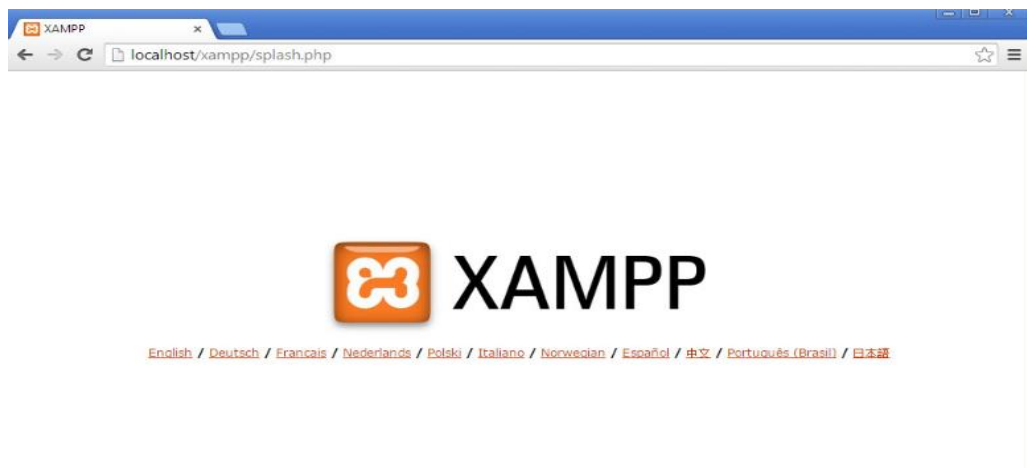 XAMPP
localhost/xampp/splash.php
XAMPP
English / Deutsch / Francais / Nederlands / Polski / Italiano / Norwegian / Español / 中文 / Português (Brasil) / 日本語